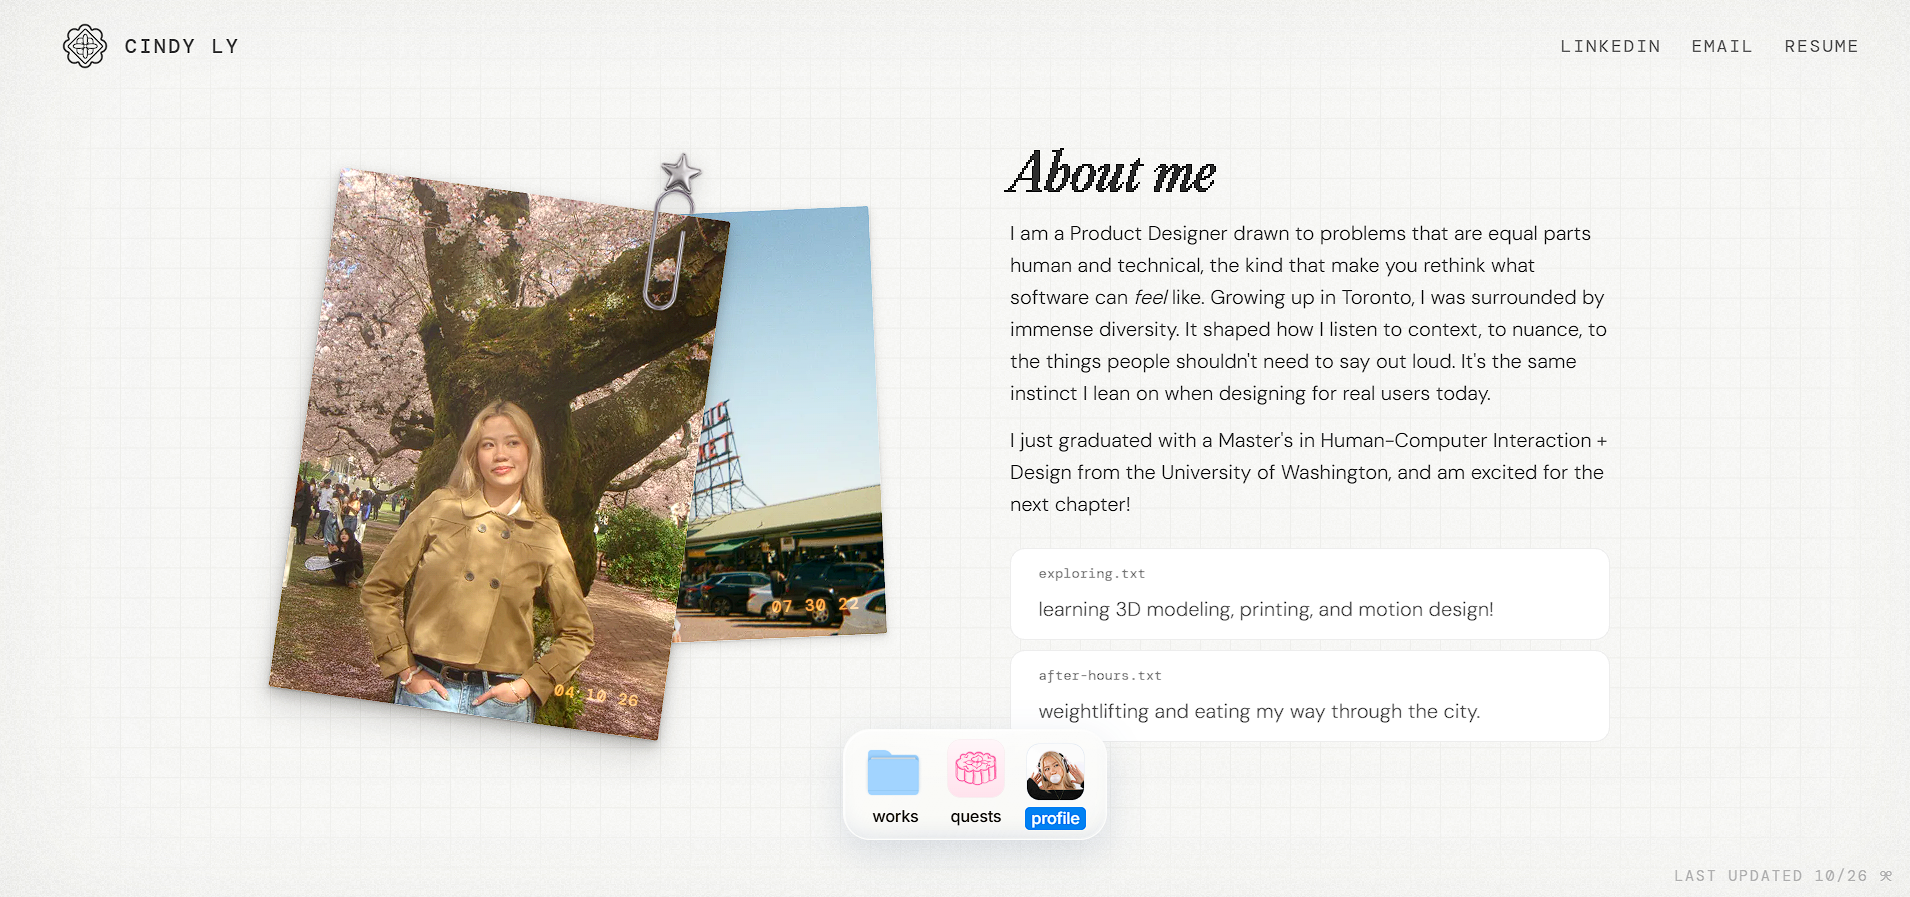 CINDY LY
LINKEDIN EMAIL RESUME
About me
I am a Product Designer drawn to problems that are equal parts
human and technical, the kind that make you rethink what
software can feel like. Growing up in Toronto, I was surrounded by
immense diversity. It shaped how I listen to context, to nuance, to
the things people shouldn't need to say out loud. It's the same
instinct I lean on when designing for real users today.
I just graduated with a Master's in Human-Computer Interaction +
Design from the University of Washington, and am excited for the
next chapter!
exploring.txt
learning 3D modeling, printing, and motion design!
after-hours.txt
weightlifting and eating my way through the city.
07 30 22
04 10 26
works
quests
profile
LAST UPDATED 10/26